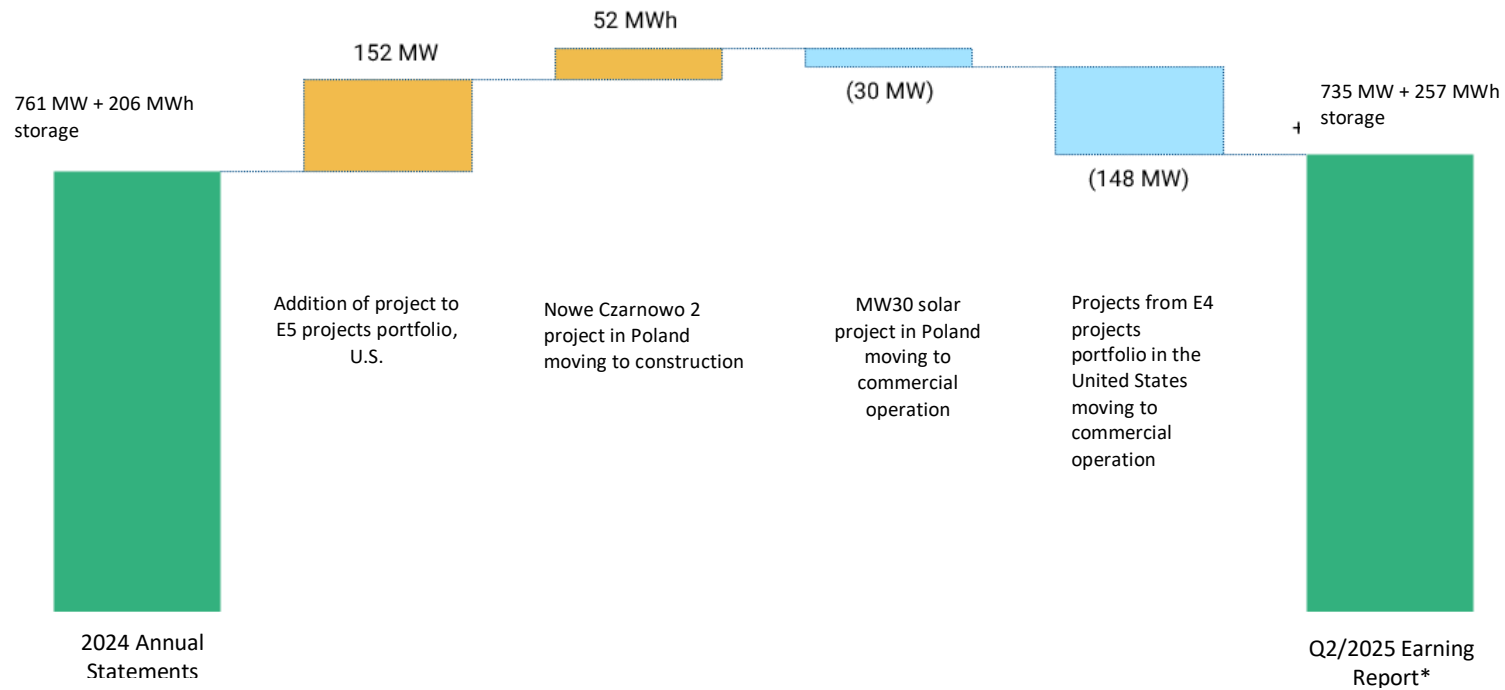 52 MWh
152 MW
761 MW + 206 MWh
storage
(30 MW)
735 MW + 257 MWh
storage
+
(148 MW)
Addition of project to
E5 projects portfolio,
U.S.
Nowe Czarnowo 2
project in Poland
moving to construction
MW30 solar
project in Poland
moving to
commercial
operation
Projects from E4
projects
portfolio in the
United States
moving to
commercial
operation
2024 Annual
Statements
Q2/2025 Earning
Report*